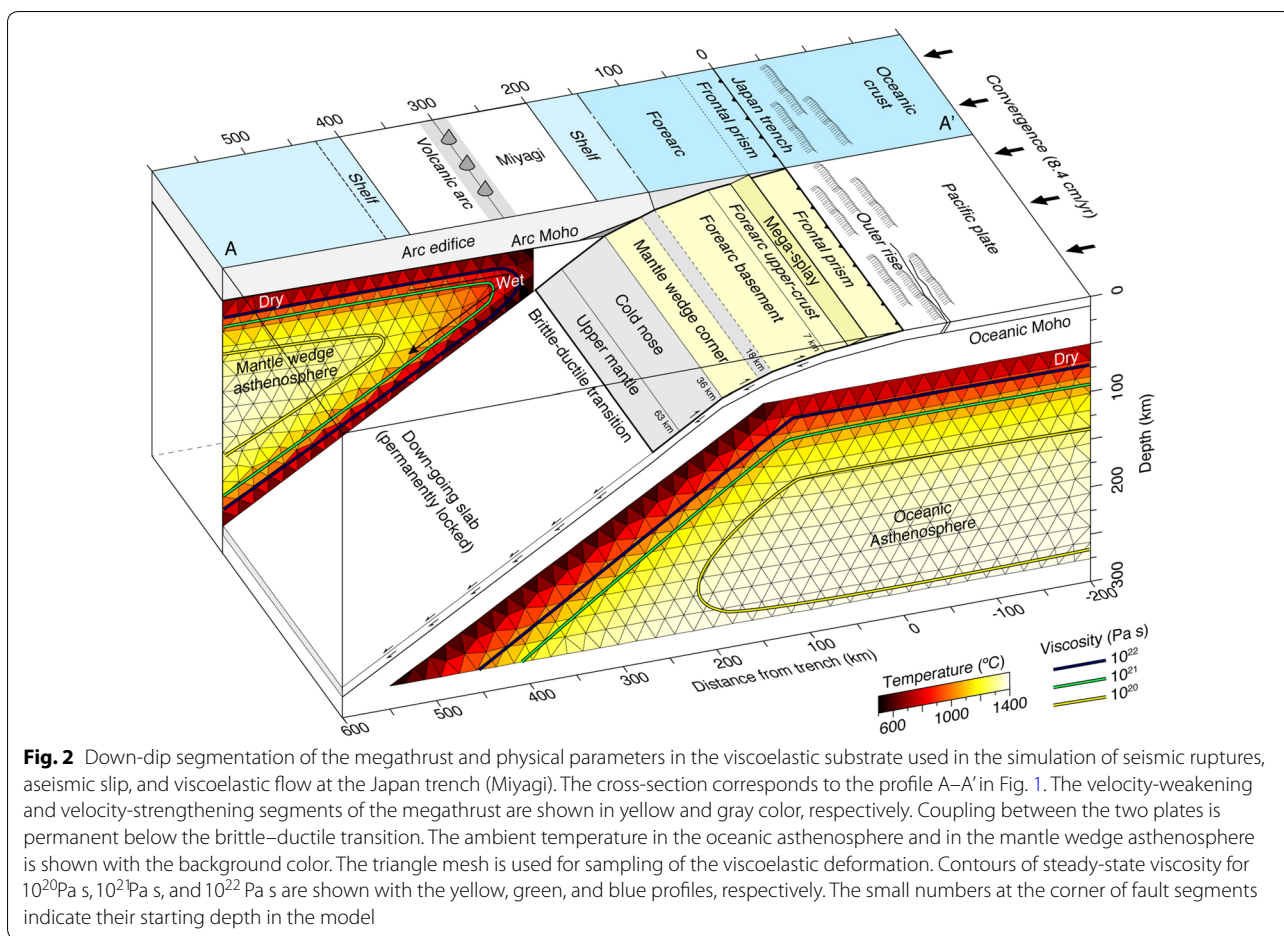 500
400
300
200
100
0
Shelf
Volcanic arc
Miyagi
Shelf
Forearc
Frontal prism
Japan trench
Oceanic
crust
A'
Convergence (8.4 cm/yr)
Pacific plate
Outer rise
A
Arc edifice
Arc Moho
Dry
Wet
Mantle wedge
asthenosphere
Frontal prism
Mega-splay
Forearc upper-crust
Forearc basement
Mantle wedge corner
Cold nose
Upper mantle
Brittle-ductile transition
7 km
18 km
36 km
63 km
Down-going slab
(permanently locked)
Oceanic Moho
Dry
Oceanic
Asthenosphere
0
100
200
300
Depth (km)
600
500
400
300
200
100
0
-100
-200
Distance from trench (km)
Temperature (ºC)
600
1000
1400
Viscosity (Pa s)
10²²
10²¹
10²⁰
Fig. 2 Down-dip segmentation of the megathrust and physical parameters in the viscoelastic substrate used in the simulation of seismic ruptures,
aseismic slip, and viscoelastic flow at the Japan trench (Miyagi). The cross-section corresponds to the profile A–A′ in Fig. 1. The velocity-weakening
and velocity-strengthening segments of the megathrust are shown in yellow and gray color, respectively. Coupling between the two plates is
permanent below the brittle–ductile transition. The ambient temperature in the oceanic asthenosphere and in the mantle wedge asthenosphere
is shown with the background color. The triangle mesh is used for sampling of the viscoelastic deformation. Contours of steady-state viscosity for
10²⁰Pa s, 10²¹Pa s, and 10²² Pa s are shown with the yellow, green, and blue profiles, respectively. The small numbers at the corner of fault segments
indicate their starting depth in the model